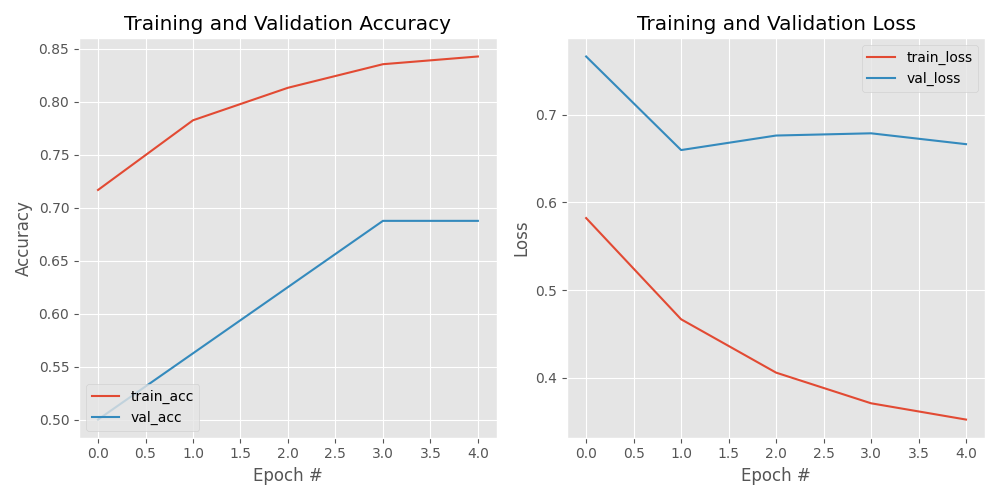 Training and Validation Accuracy
0.85
0.80
0.75
0.70
0.65
0.60
0.55
0.50
Accuracy
train_acc
val_acc
0.0 0.5 1.0 1.5 2.0 2.5 3.0 3.5 4.0
Epoch #
Training and Validation Loss
train_loss
val_loss
0.7
0.6
0.5
0.4
Loss
0.0 0.5 1.0 1.5 2.0 2.5 3.0 3.5 4.0
Epoch #